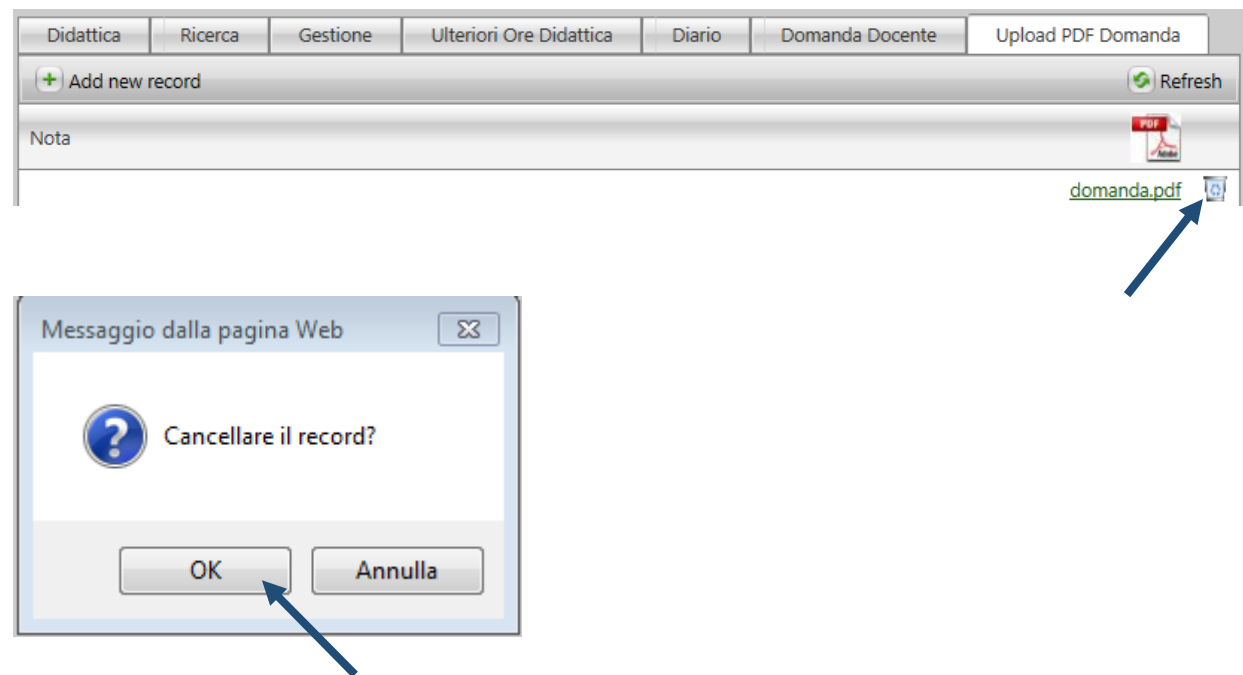 Didattica Ricerca Gestione Ulteriori Ore Didattica Diario Domanda Docente Upload PDF Domanda
Add new record Refresh
Nota PDF Adobe
domanda.pdf
Messaggio dalla pagina Web
Cancellare il record?
OK Annulla